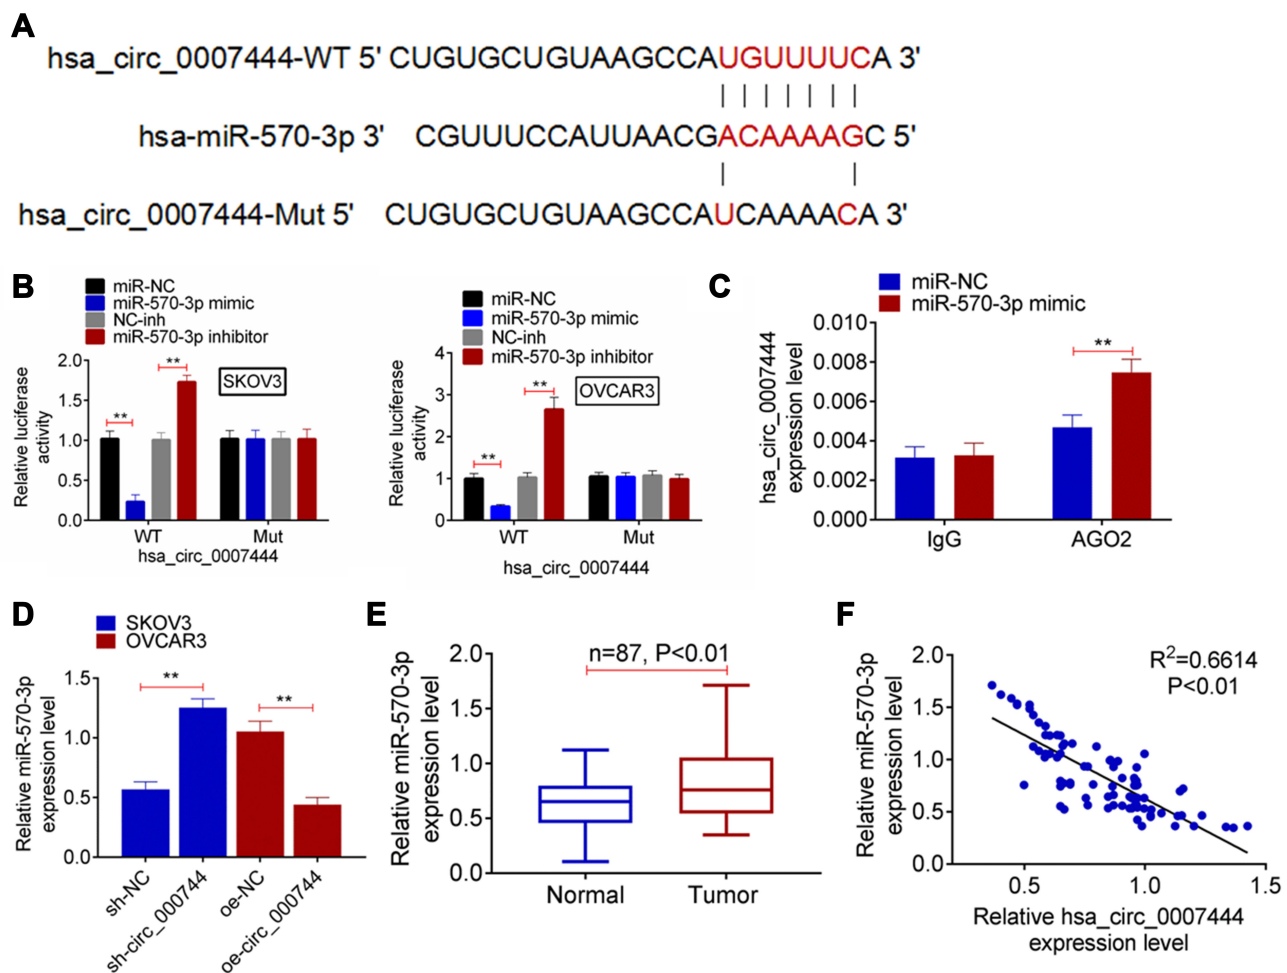 A
hsa_circ_0007444-WT 5' CUGUGCUGUAAGCCAUGUUUUCA 3'
hsa-miR-570-3p 3' CGUUUCCAUUAACGACAAAAGC 5'
hsa_circ_0007444-Mut 5' CUGUGCUGUAAGCCAUCAAAACA 3'
B
miR-NC
miR-570-3p mimic
NC-inh
miR-570-3p inhibitor
Relative luciferase
activity
2.0
1.5
1.0
0.5
0.0
**
**
SKOV3
WT
Mut
hsa_circ_0007444
miR-NC
miR-570-3p mimic
NC-inh
miR-570-3p inhibitor
Relative luciferase
activity
4
3
2
1
0
**
**
OVCAR3
WT
Mut
hsa_circ_0007444
C
miR-NC
miR-570-3p mimic
hsa_circ_0007444
expression level
0.010
0.008
0.006
0.004
0.002
0.000
**
IgG
AGO2
D
SKOV3
OVCAR3
Relative miR-570-3p
expression level
1.5
1.0
0.5
0.0
**
**
sh-NC
sh-circ_000744
oe-NC
oe-circ_000744
E
Relative miR-570-3p
expression level
2.0
1.5
1.0
0.5
0.0
n=87, P<0.01
Normal
Tumor
F
Relative miR-570-3p
expression level
2.0
1.5
1.0
0.5
0.0
R²=0.6614
P<0.01
0.5
1.0
1.5
Relative hsa_circ_0007444
expression level